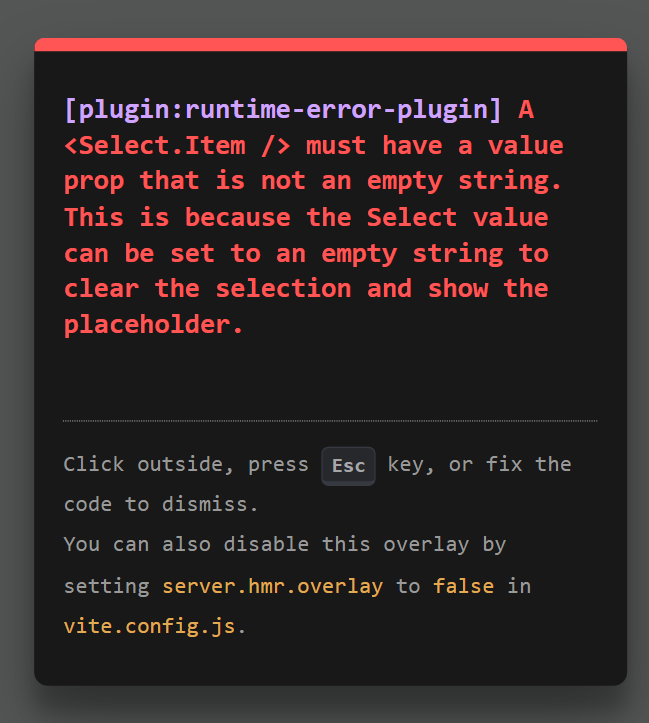 [plugin:runtime-error-plugin] A
<Select.Item /> must have a value
prop that is not an empty string.
This is because the Select value
can be set to an empty string to
clear the selection and show the
placeholder.
Click outside, press Esc key, or fix the
code to dismiss.
You can also disable this overlay by
setting server.hmr.overlay to false in
vite.config.js.